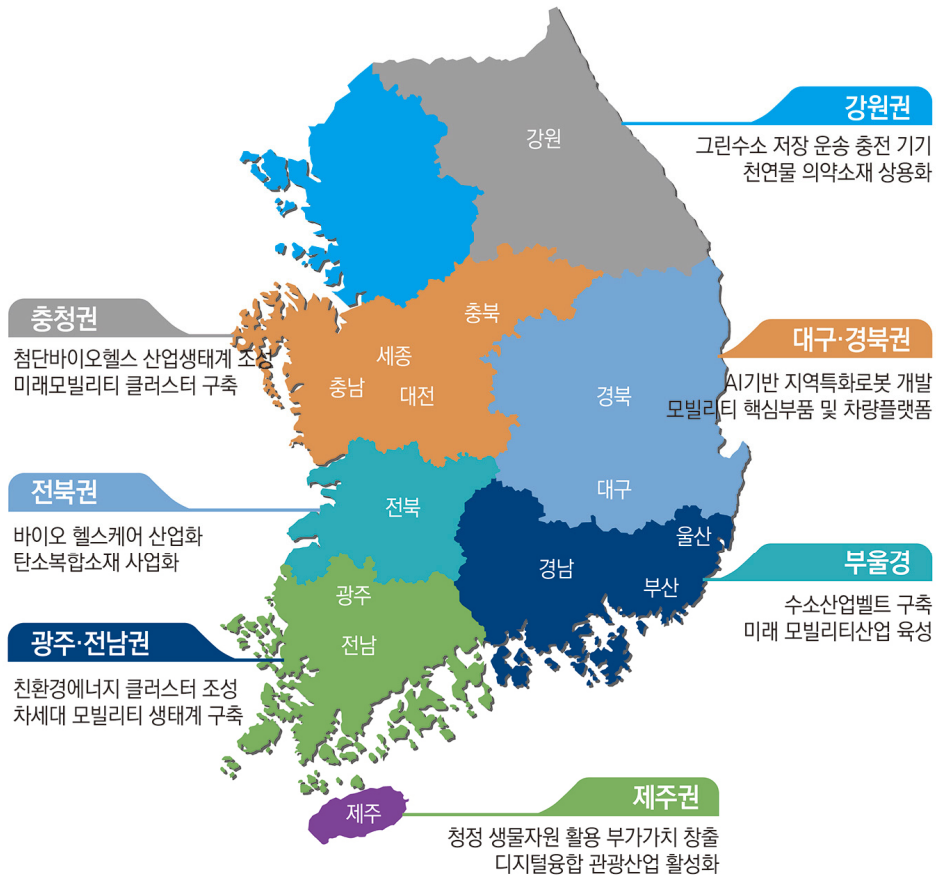 강원권
그린수소 저장 운송 충전 기기
천연물 의약소재 상용화
강원
충청권
첨단바이오헬스 산업생태계 조성
미래모빌리티 클러스터 구축
충북
세종
충남
대전
대구·경북권
AI기반 지역특화로봇 개발
모빌리티 핵심부품 및 차량플랫폼
경북
대구
전북권
바이오 헬스케어 산업화
탄소복합소재 사업화
전북
울산
경남
부산
부울경
수소산업벨트 구축
미래 모빌리티산업 육성
광주
전남
광주·전남권
친환경에너지 클러스터 조성
차세대 모빌리티 생태계 구축
제주
제주권
청정 생물자원 활용 부가가치 창출
디지털융합 관광산업 활성화